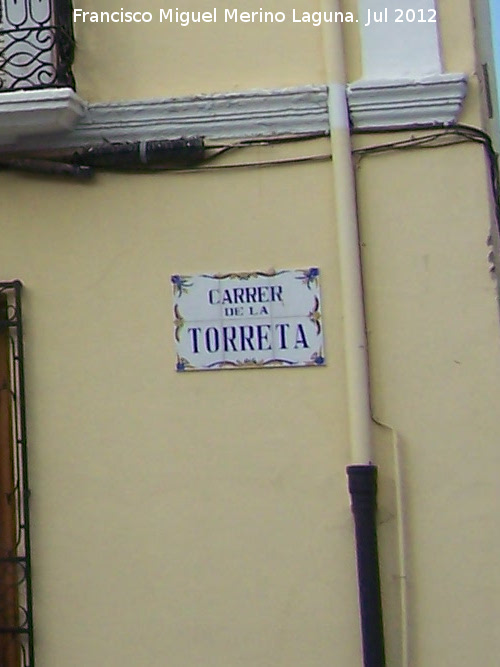 Francisco Miguel Merino Laguna. Jul 2012
CARRER
DE LA
TORRETA